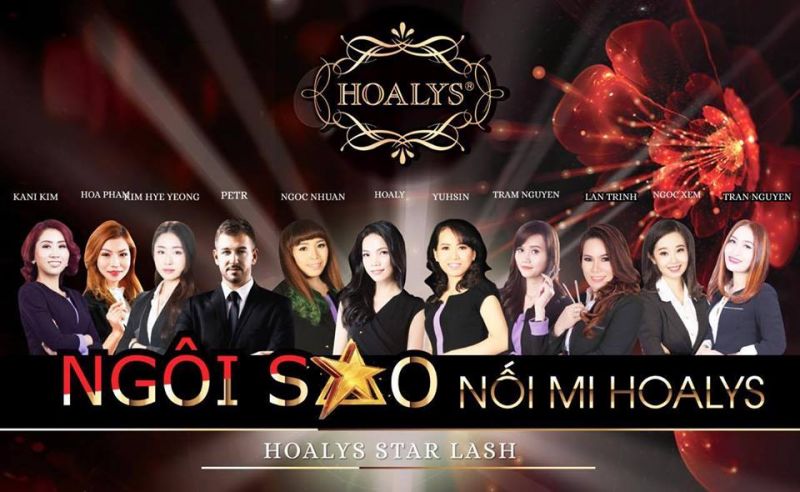 HOALYS®
KANI KIM HOA PHAM KIM HYE YEONG PETR NGOC NHUAN HOALY YUHSIN TRAM NGUYEN LAN TRINH NGOC XEM TRAN NGUYEN
NGÔI SAO NỐI MI HOALYS
HOALYS STAR LASH